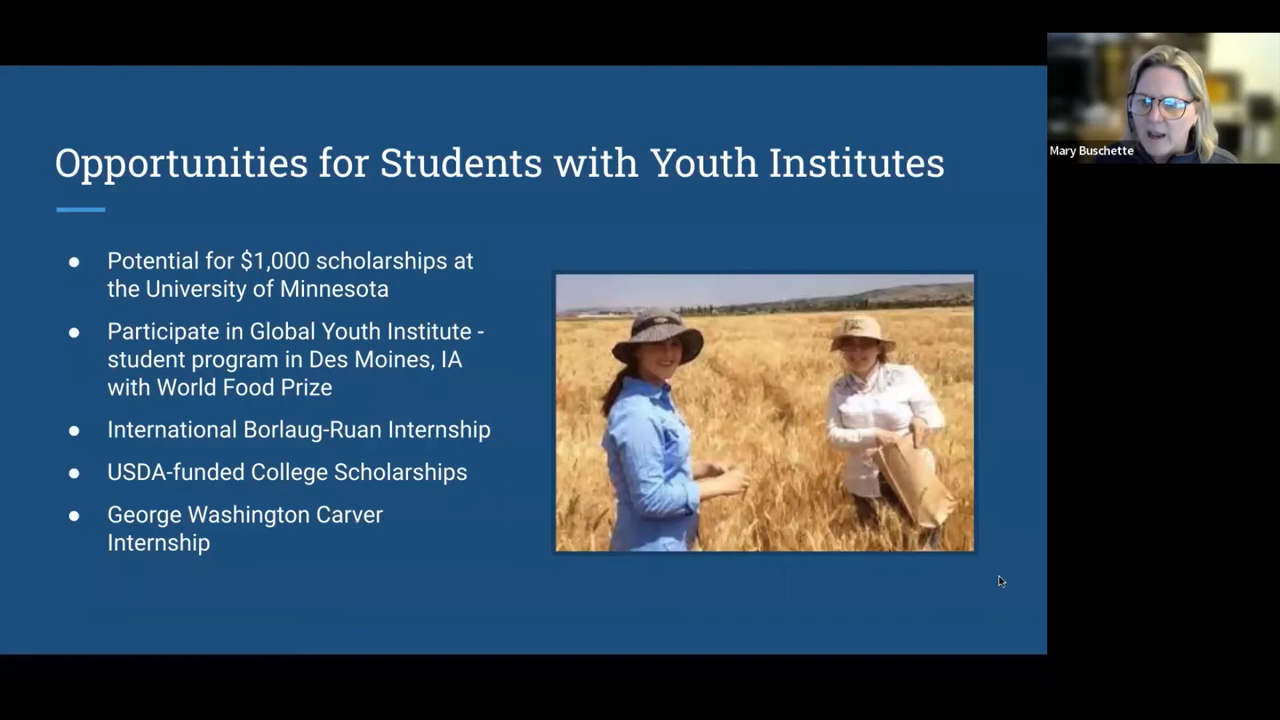 Opportunities for Students with Youth Institutes
● Potential for $1,000 scholarships at
the University of Minnesota
● Participate in Global Youth Institute -
student program in Des Moines, IA
with World Food Prize
● International Borlaug-Ruan Internship
● USDA-funded College Scholarships
● George Washington Carver
Internship
Mary Buschette